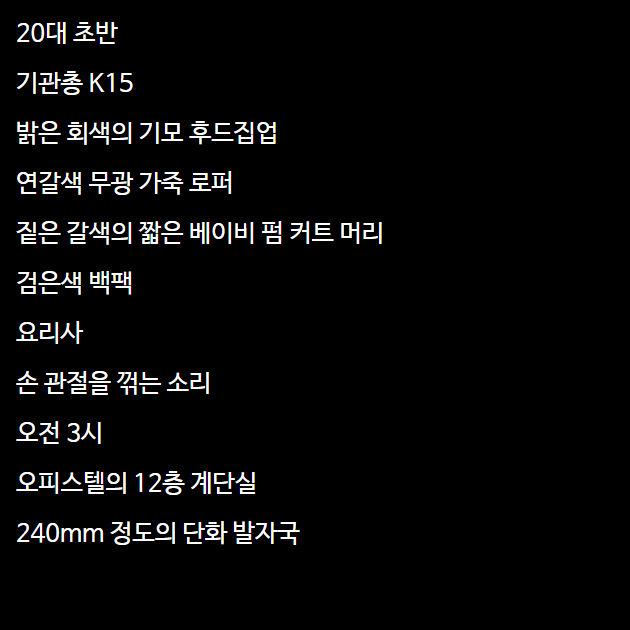 20대 초반
기관총 K15
밝은 회색의 기모 후드집업
연갈색 무광 가죽 로퍼
짙은 갈색의 짧은 베이비 펌 커트 머리
검은색 백팩
요리사
손 관절을 꺾는 소리
오전 3시
오피스텔의 12층 계단실
240mm 정도의 단화 발자국